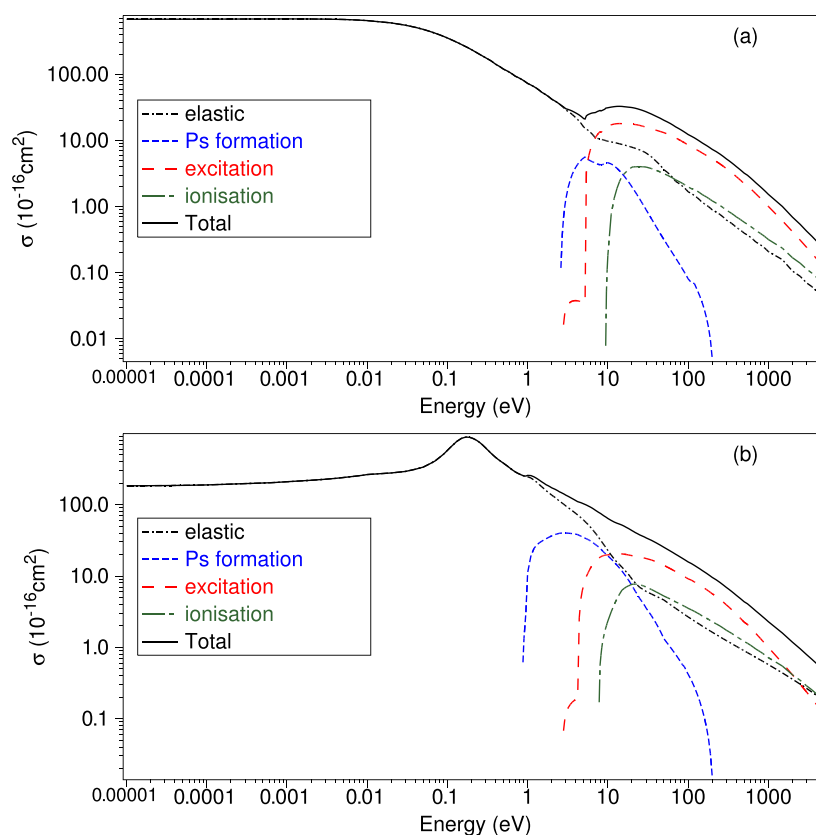 (a)
100.00
10.00
1.00
0.10
0.01
σ (10⁻¹⁶cm²)
elastic
Ps formation
excitation
ionisation
Total
0.00001 0.0001 0.001 0.01 0.1 1 10 100 1000
Energy (eV)
(b)
100.0
10.0
1.0
0.1
σ (10⁻¹⁶cm²)
elastic
Ps formation
excitation
ionisation
Total
0.00001 0.0001 0.001 0.01 0.1 1 10 100 1000
Energy (eV)